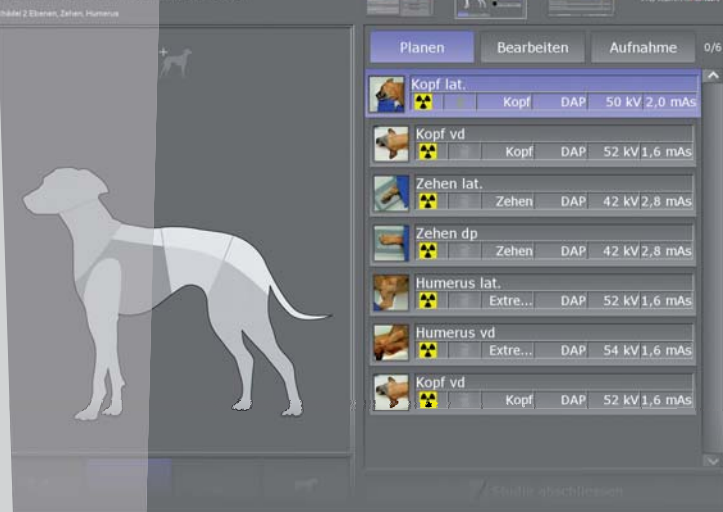 Schädel 2 Ebenen, Zehen, Humerus
Planen Bearbeiten Aufnahme 0/6
Kopf lat.
Kopf DAP 50 kV 2,0 mAs
Kopf vd
Kopf DAP 52 kV 1,6 mAs
Zehen lat.
Zehen DAP 42 kV 2,8 mAs
Zehen dp
Zehen DAP 42 kV 2,8 mAs
Humerus lat.
Extre... DAP 52 kV 1,6 mAs
Humerus vd
Extre... DAP 54 kV 1,6 mAs
Kopf vd
Kopf DAP 52 kV 1,6 mAs
Studie abschliessen